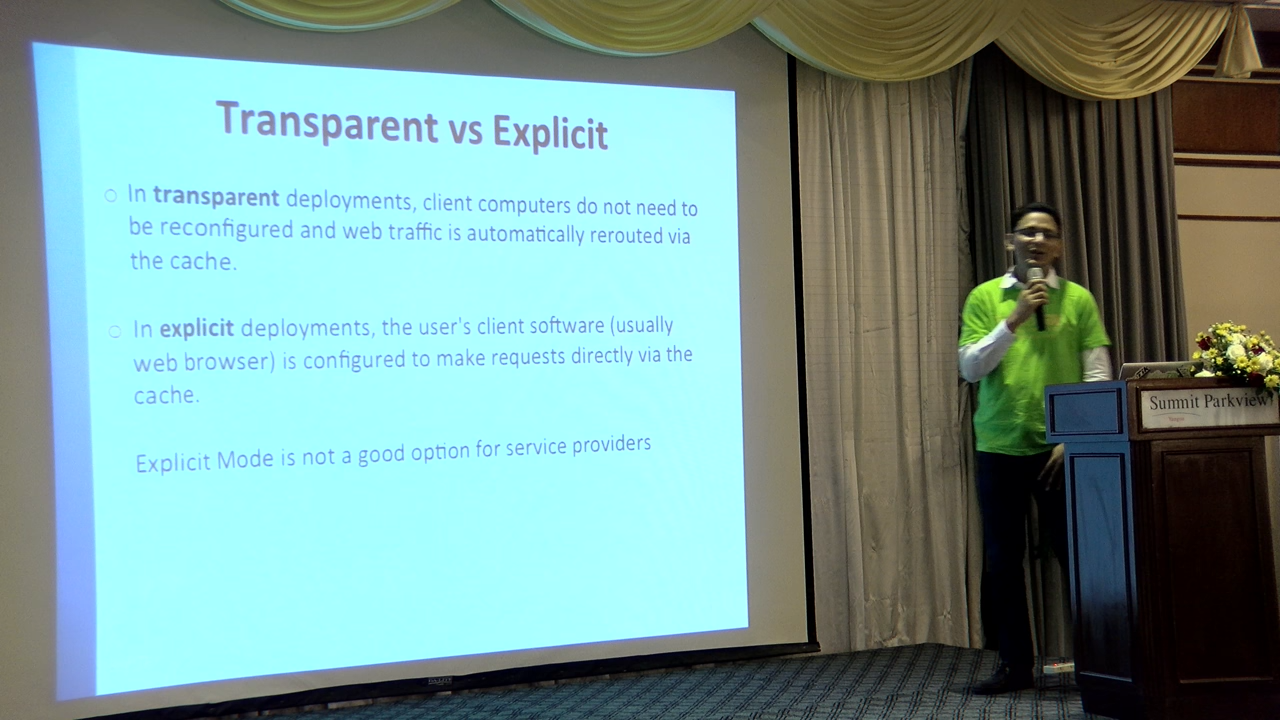 Transparent vs Explicit
In transparent deployments, client computers do not need to
be reconfigured and web traffic is automatically rerouted via
the cache.
In explicit deployments, the user's client software (usually
web browser) is configured to make requests directly via the
cache.
Explicit Mode is not a good option for service providers
Summit Parkview